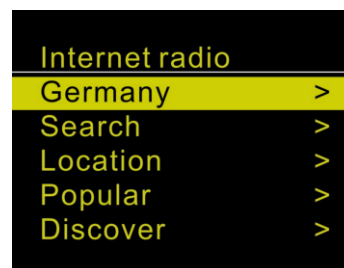 Internet radio
Germany >
Search >
Location >
Popular >
Discover >